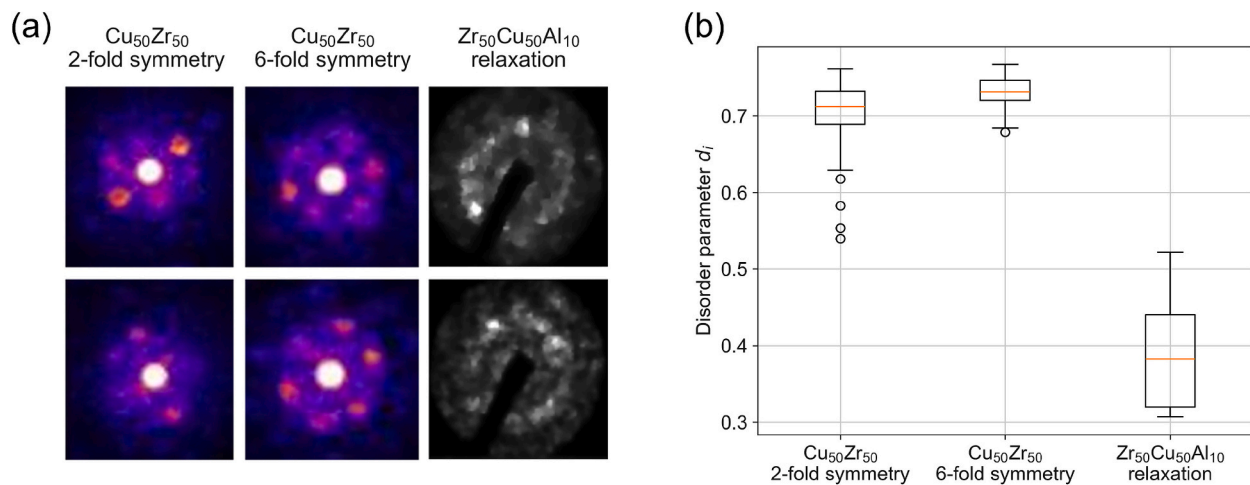 (a)
Cu₅₀Zr₅₀
2-fold symmetry
Cu₅₀Zr₅₀
6-fold symmetry
Zr₅₀Cu₅₀Al₁₀
relaxation
(b)
Disorder parameter dᵢ
0.7
0.6
0.5
0.4
0.3
Cu₅₀Zr₅₀
2-fold symmetry
Cu₅₀Zr₅₀
6-fold symmetry
Zr₅₀Cu₅₀Al₁₀
relaxation